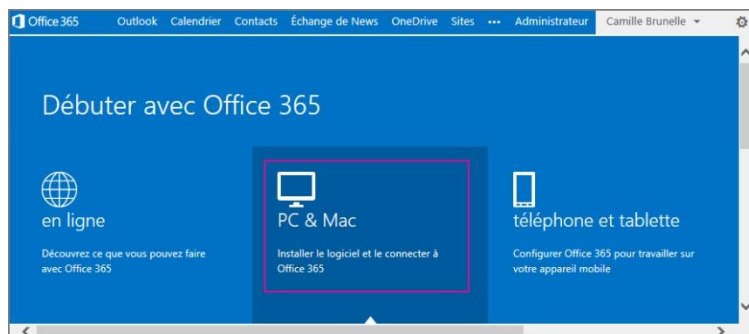 Office 365 Outlook Calendrier Contacts Échange de News OneDrive Sites ••• Administrateur Camille Brunelle
Débuter avec Office 365
en ligne
Découvrez ce que vous pouvez faire
avec Office 365
PC & Mac
Installer le logiciel et le connecter à
Office 365
téléphone et tablette
Configurer Office 365 pour travailler sur
votre appareil mobile